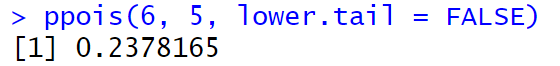 > ppois(6, 5, lower.tail = FALSE)
[1] 0.2378165